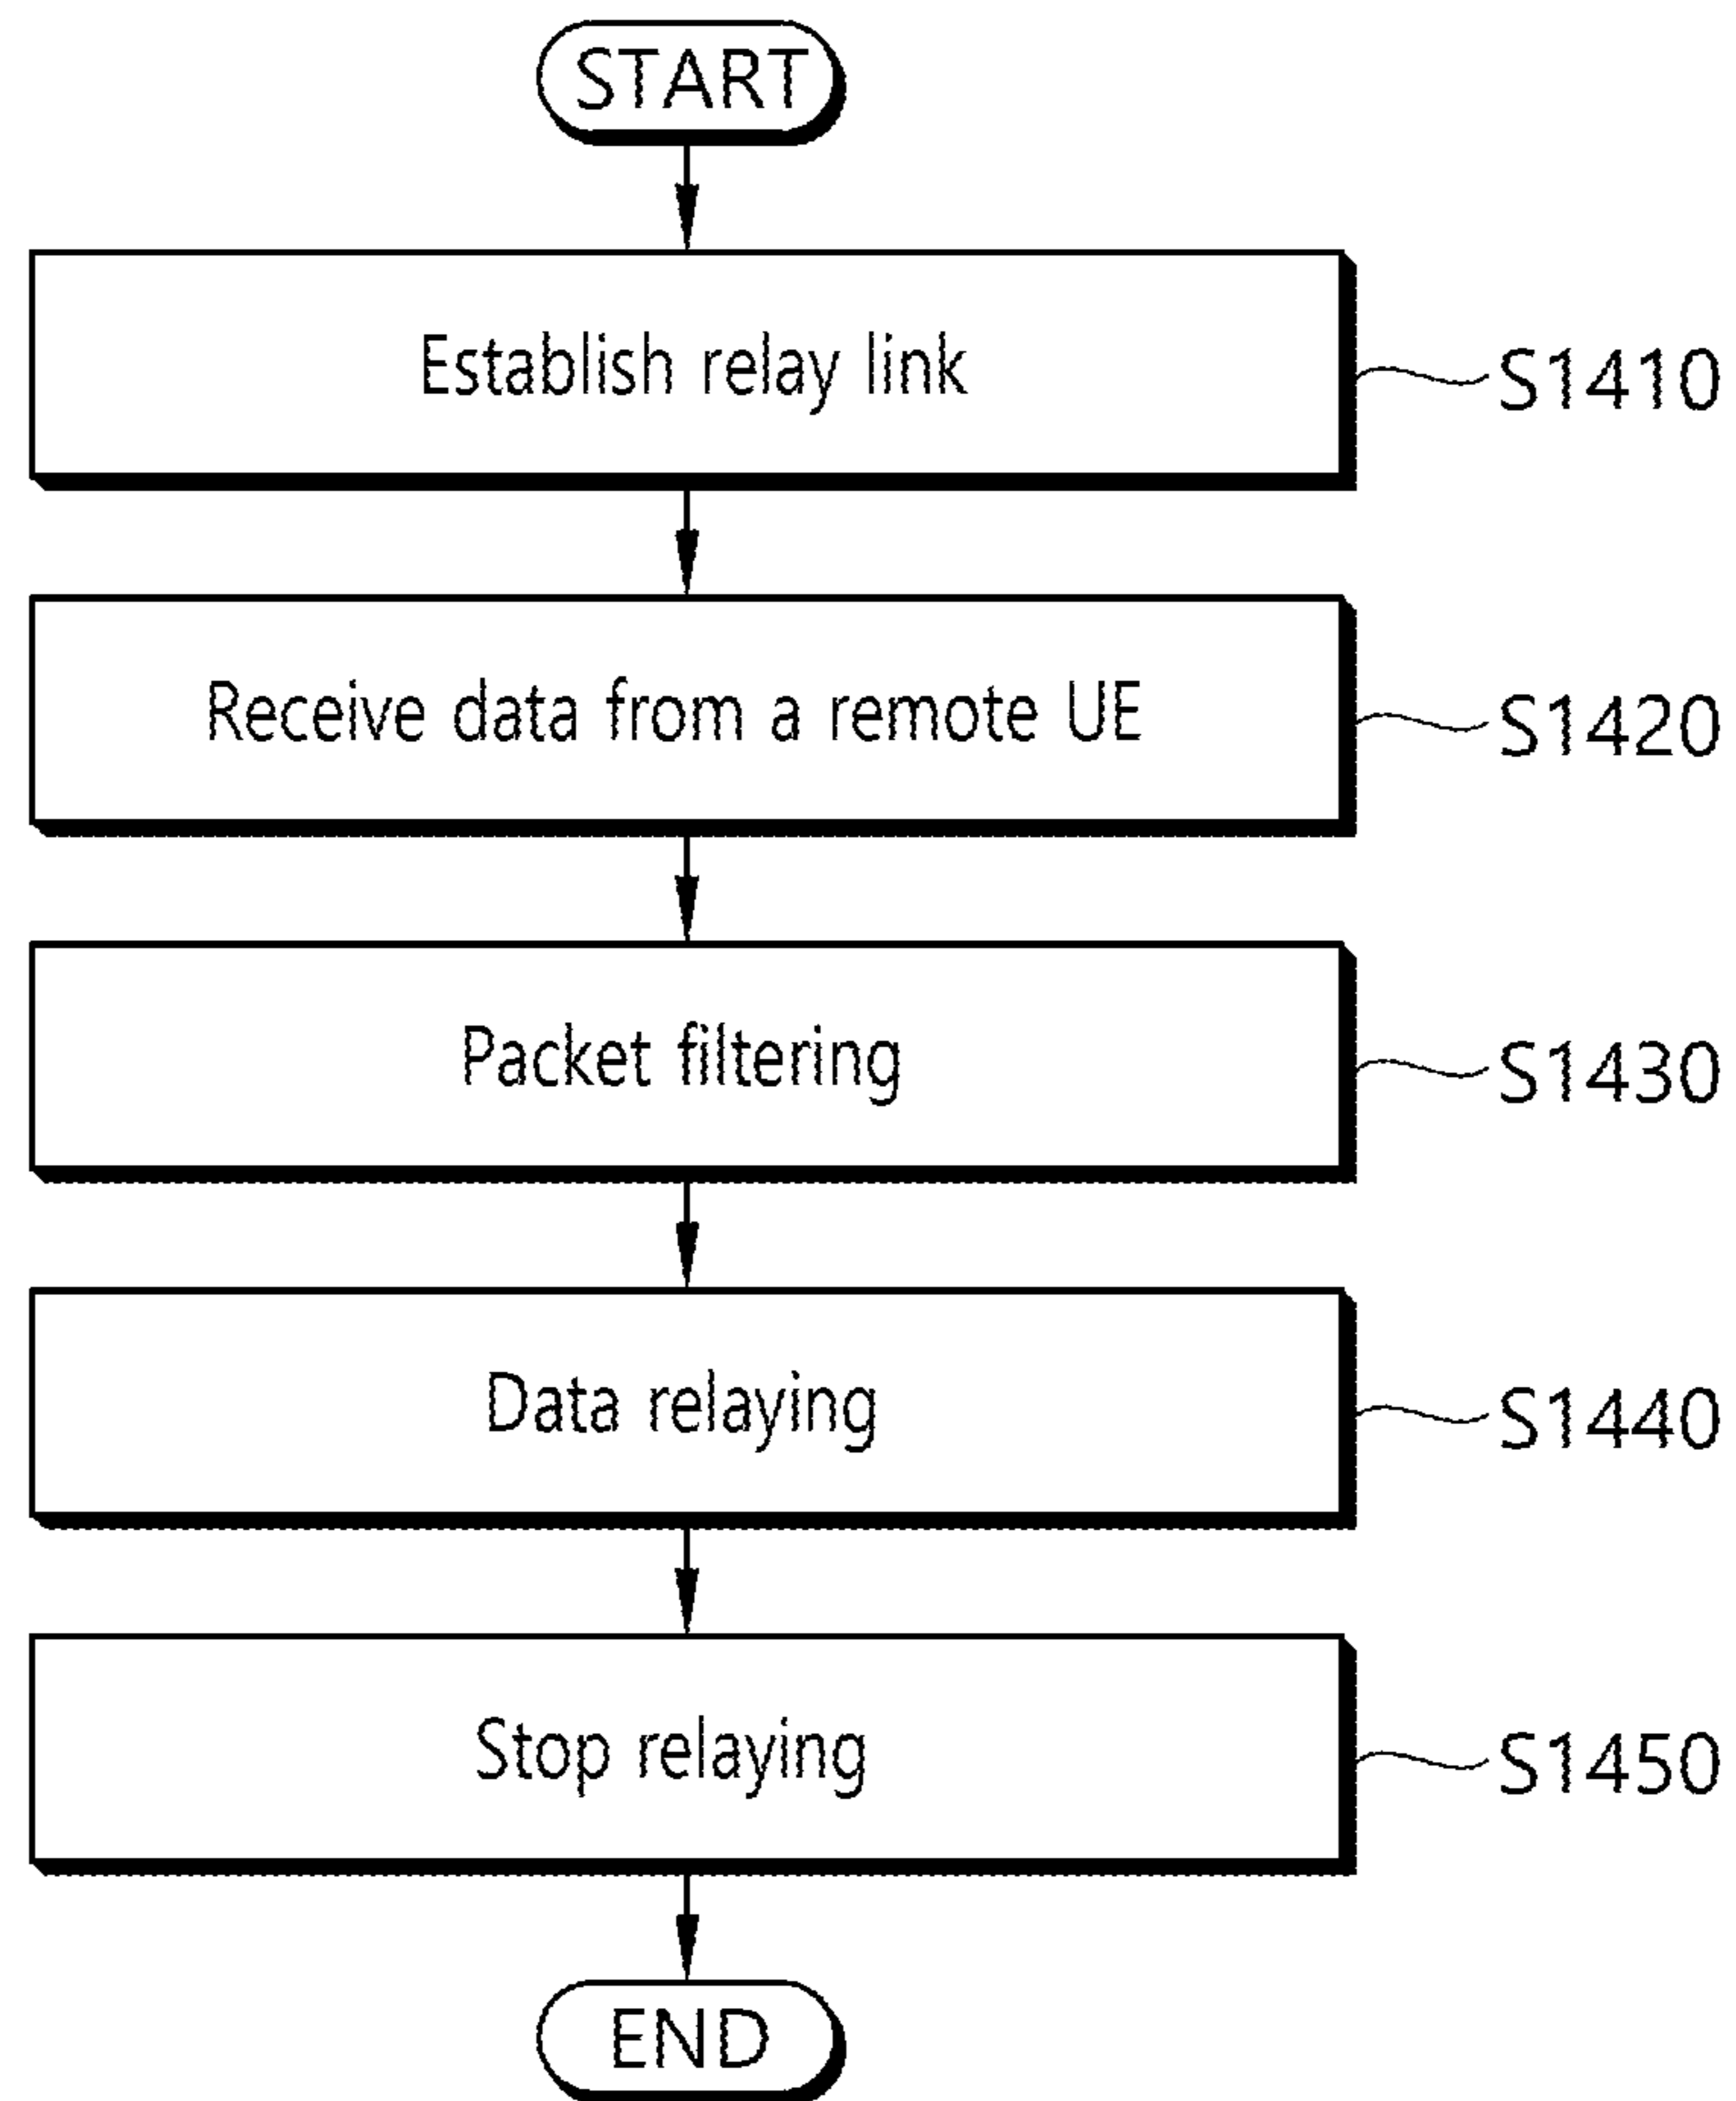 START
Establish relay link
S1410
Receive data from a remote UE
S1420
Packet filtering
S1430
Data relaying
S1440
Stop relaying
S1450
END